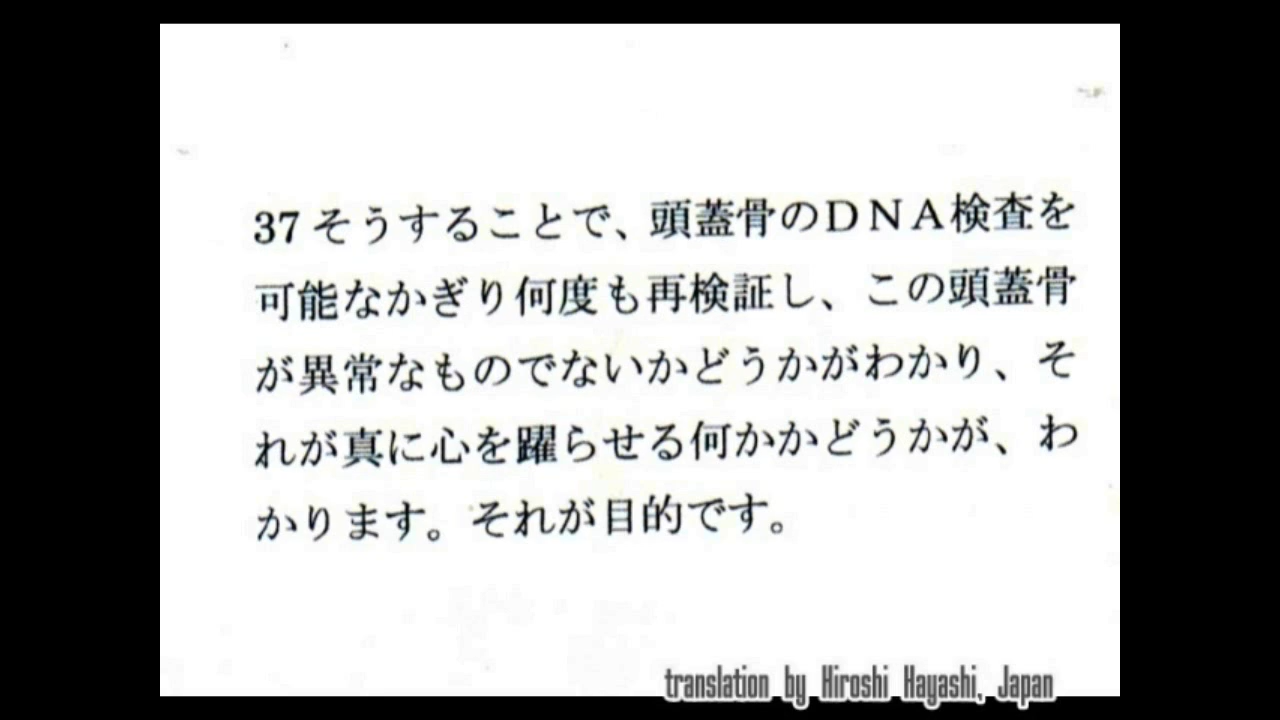 37 そうすることで、頭蓋骨のDNA検査を
可能なかぎり何度も再検証し、この頭蓋骨
が異常なものでないかどうかがわかり、そ
れが真に心を躍らせる何かかどうかが、わ
かります。それが目的です。
translation by Hiroshi Hayashi, Japan